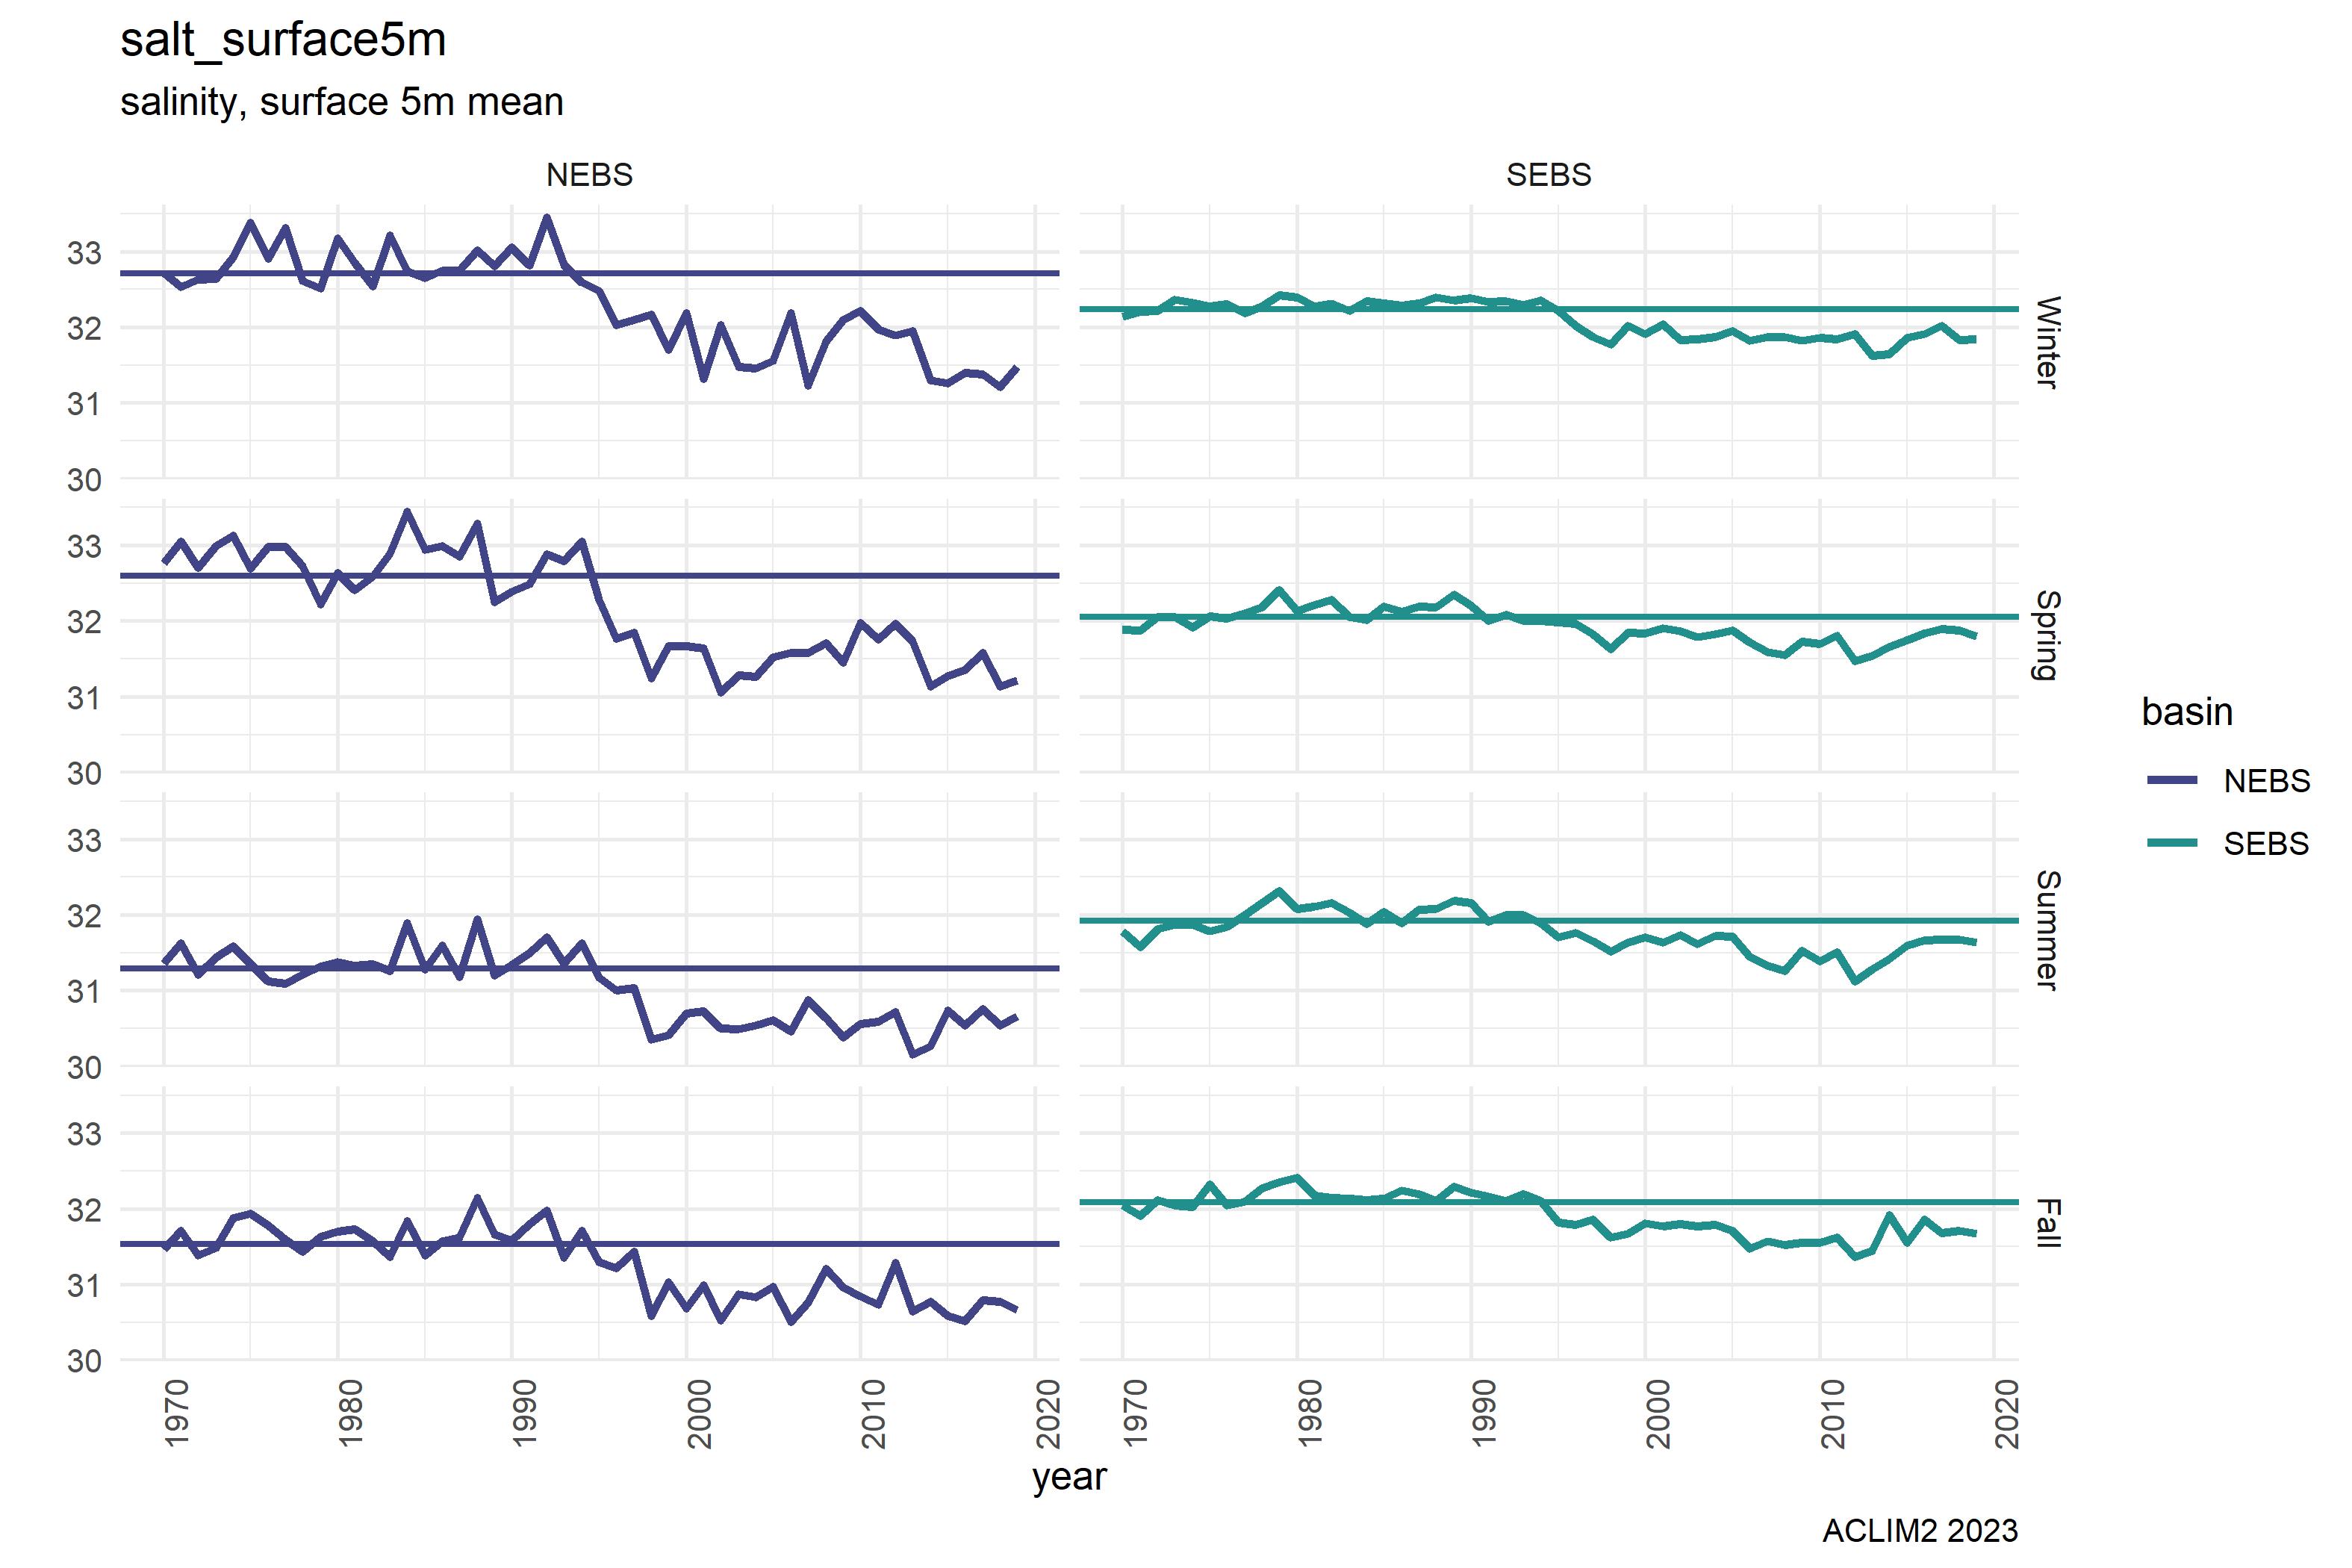 salt_surface5m
salinity, surface 5m mean
NEBS SEBS
33
32
31
30
Winter
33
32
31
30
Spring
33
32
31
30
Summer
33
32
31
30
Fall
1970 1980 1990 2000 2010 2020 1970 1980 1990 2000 2010 2020
year
basin
NEBS
SEBS
ACLIM2 2023